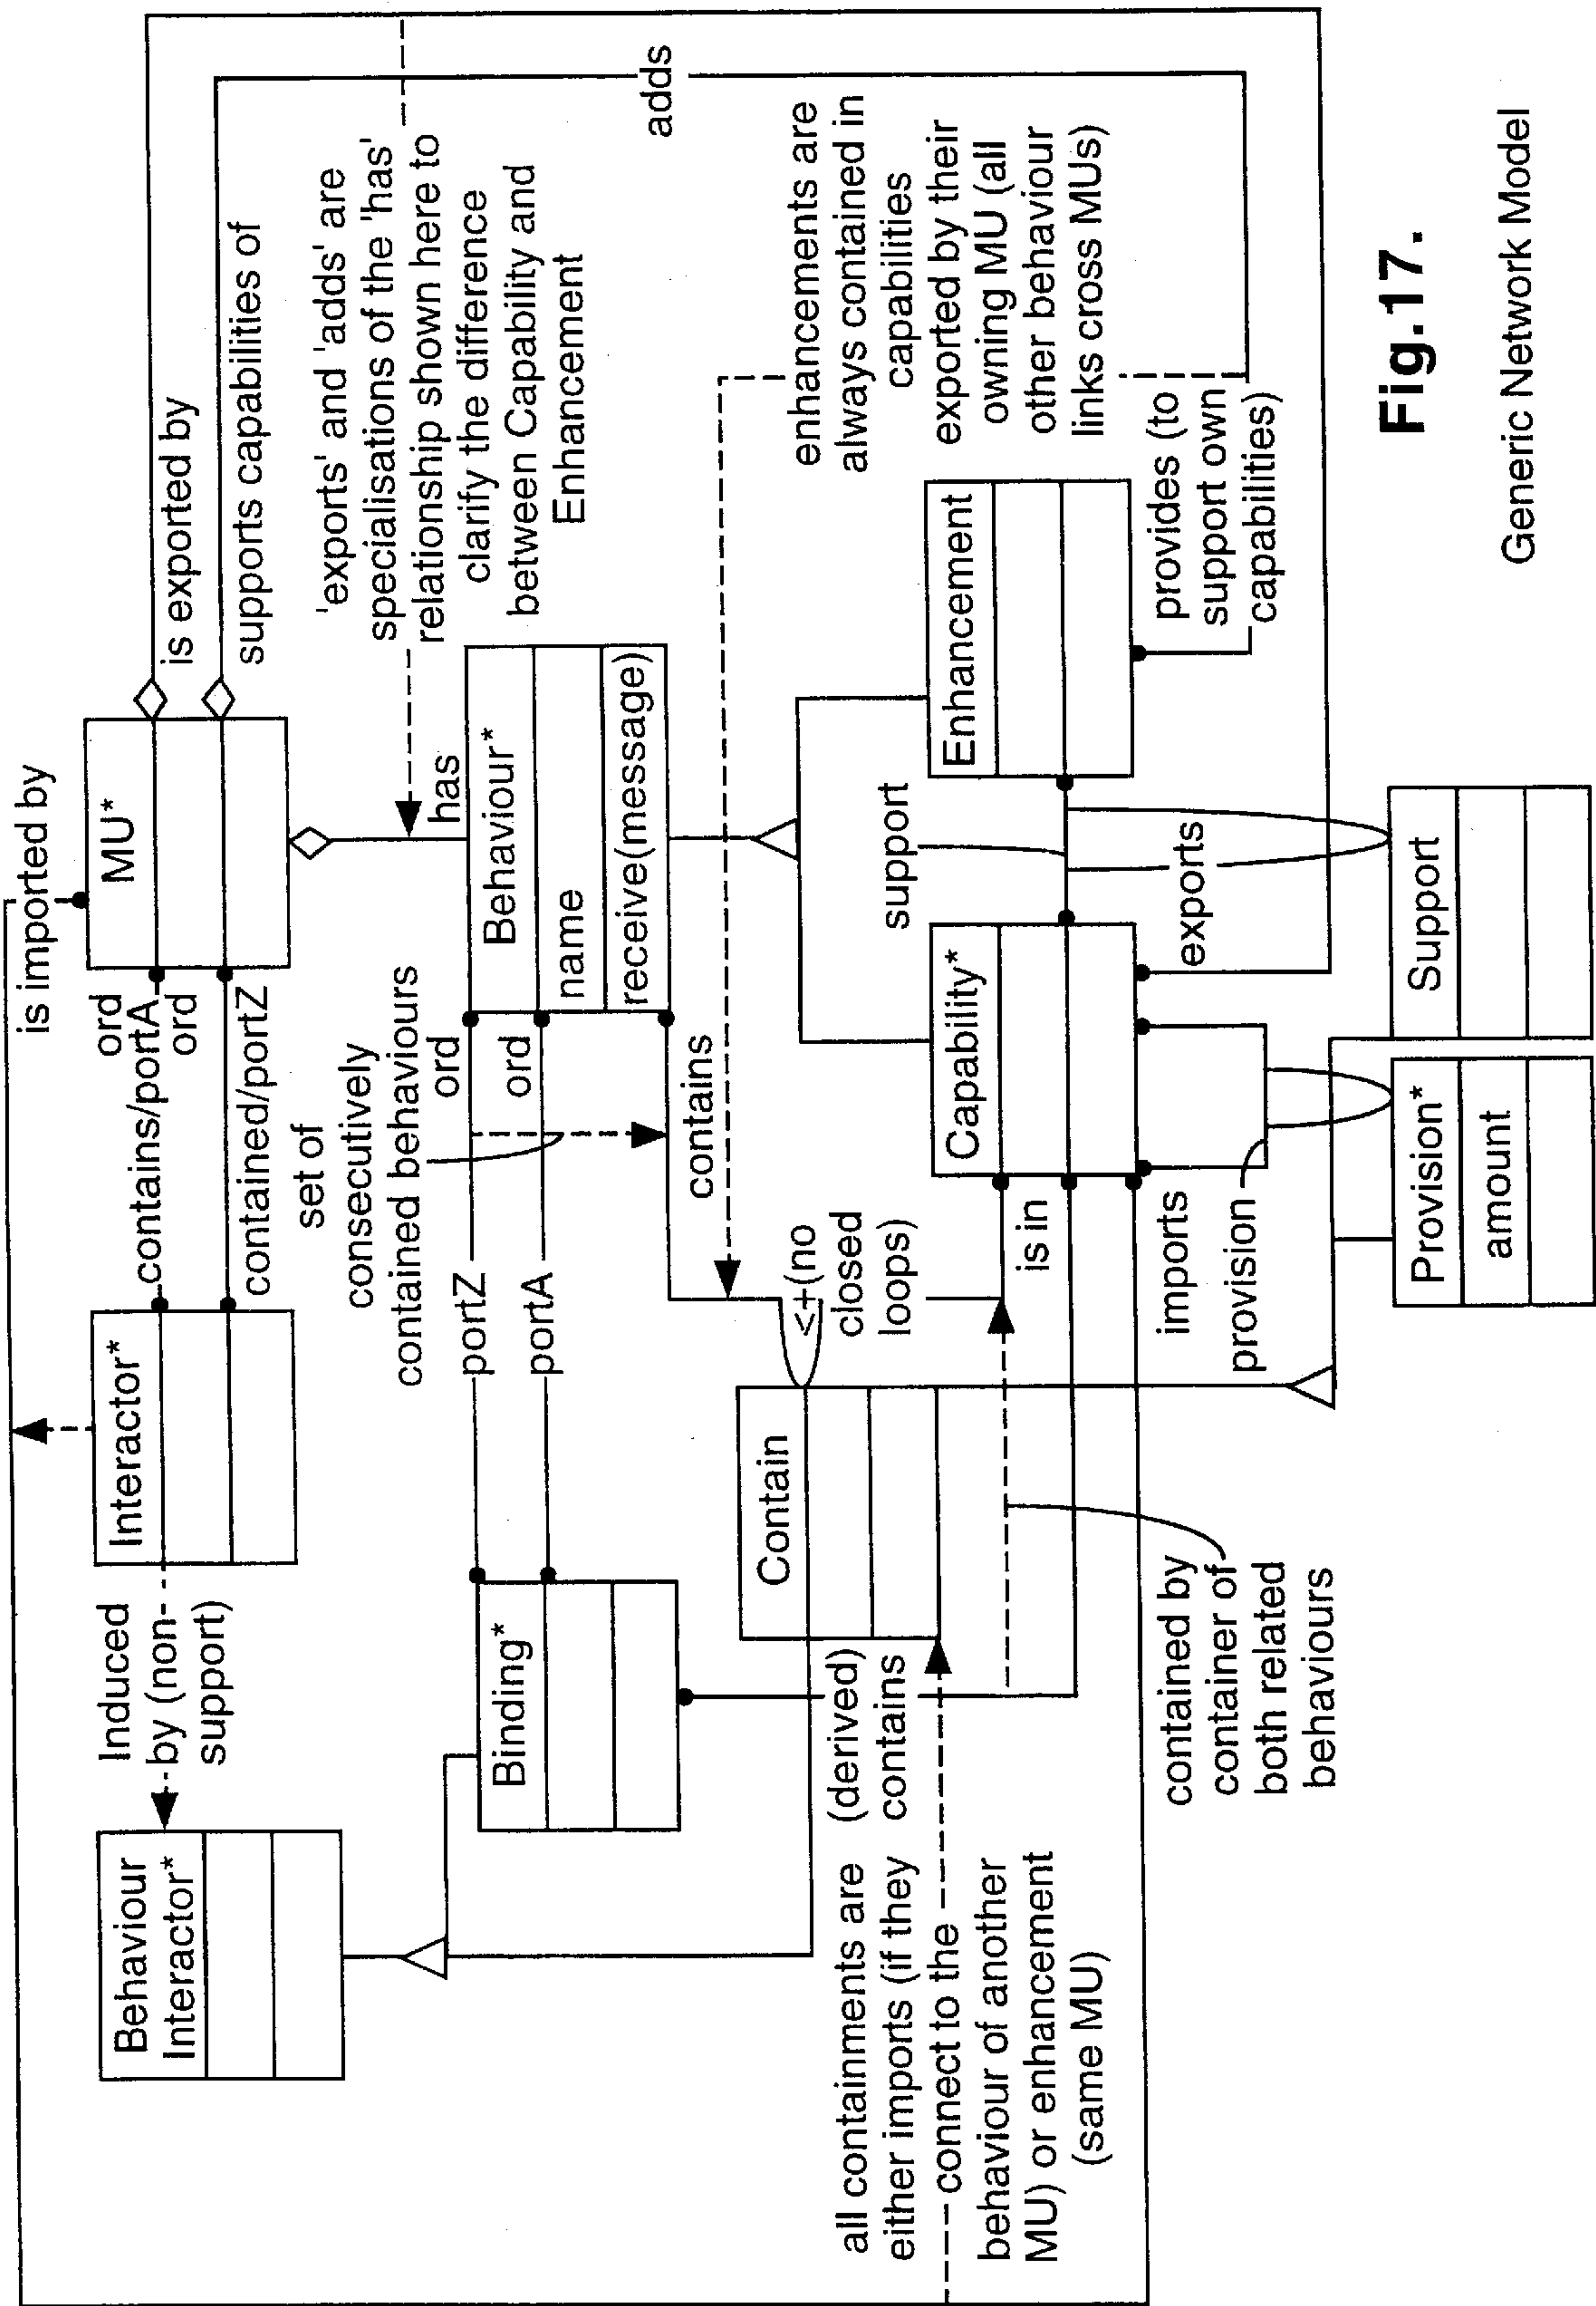 is imported by
MU*
is exported by
supports capabilities of
ord
contains/portA
ord
contained/portZ
Interactor*
Induced
by (non-
support)
Behaviour
Interactor*
'exports' and 'adds' are
specialisations of the 'has'
relationship shown here to
clarify the difference
between Capability and
Enhancement
adds
has
Behaviour*
name
receive(message)
set of
consecutively
contained behaviours
ord
ord
portZ
portA
Binding*
contains
enhancements are
always contained in
capabilities
exported by their
owning MU (all
other behaviour
links cross MUs)
Enhancement
support
Capability*
exports
provides (to
support own
capabilities)
<+(no
closed
loops)
is in
imports
provision
Contain
(derived)
contains
all containments are
either imports (if they
connect to the
behaviour of another
MU) or enhancement
(same MU)
contained by
container of
both related
behaviours
Support
Provision*
amount
Fig.17.
Generic Network Model